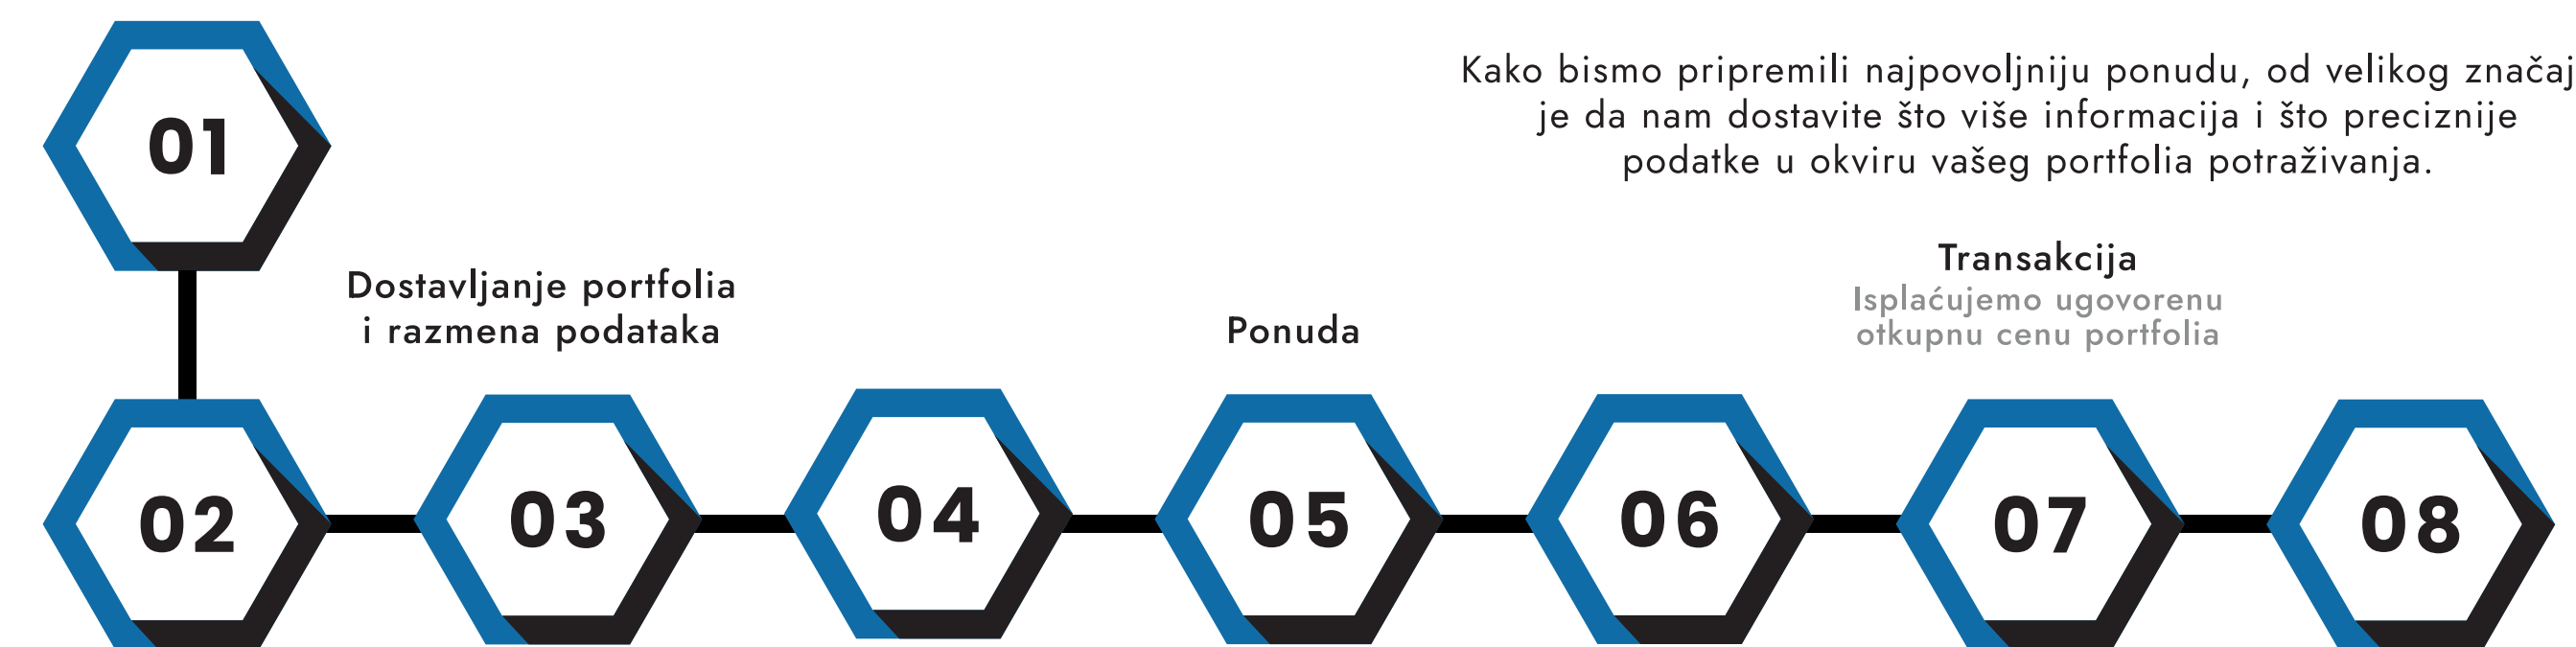 01
Kako bismo pripremili najpovoljniju ponudu, od velikog značaj
je da nam dostavite što više informacija i što preciznije
podatke u okviru vašeg portfolia potraživanja.
Dostavljanje portfolia
i razmena podataka
Ponuda
Transakcija
Isplaćujemo ugovorenu
otkupnu cenu portfolia
02
03
04
05
06
07
08